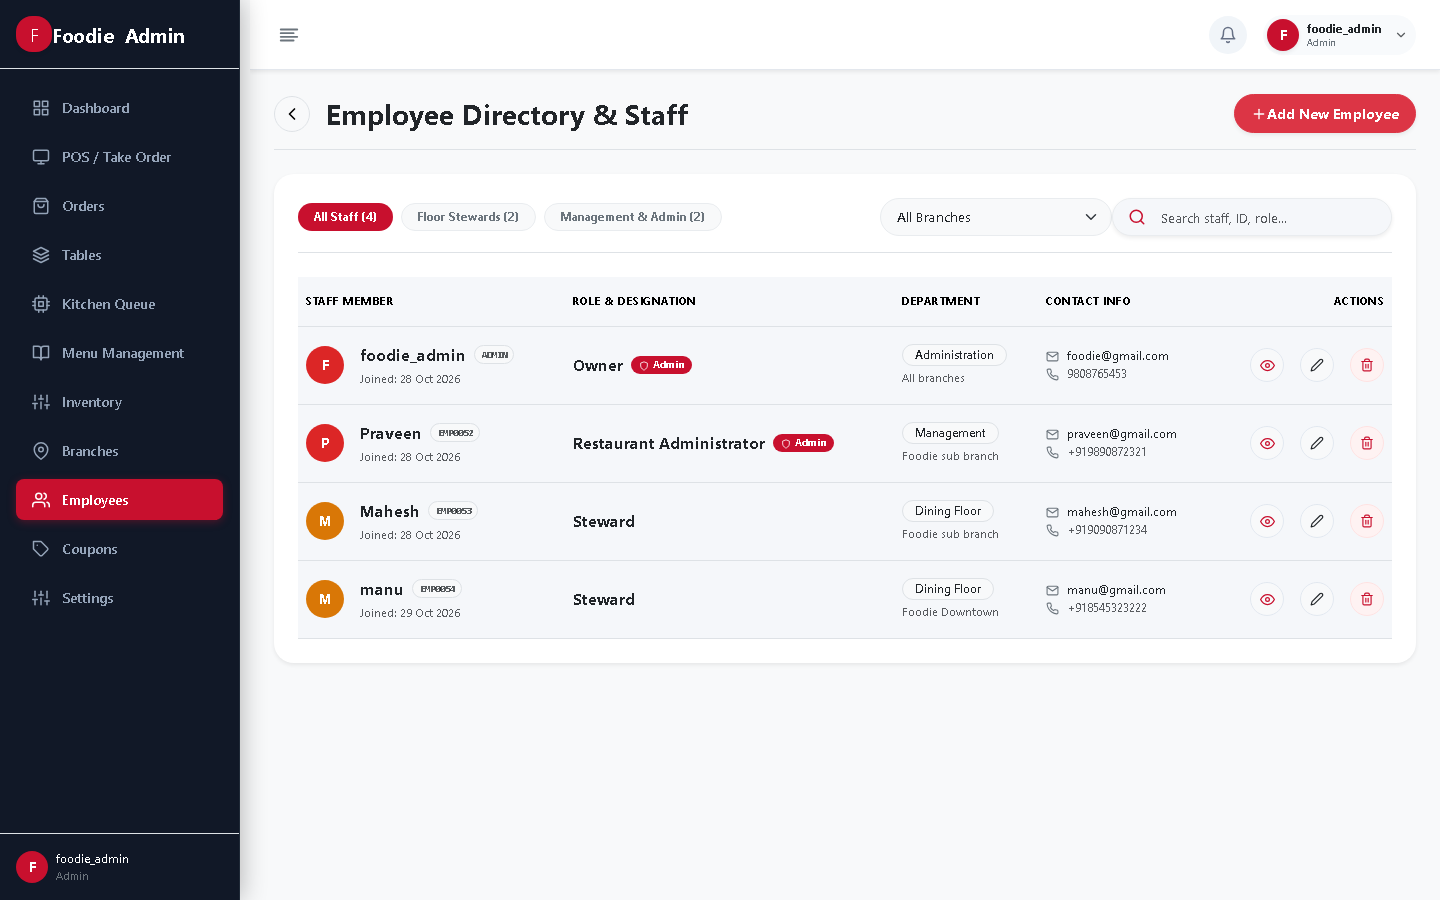 F Foodie Admin
Dashboard
POS / Take Order
Orders
Tables
Kitchen Queue
Menu Management
Inventory
Branches
Employees
Coupons
Settings
F foodie_admin
Admin
F foodie_admin
Admin
Employee Directory & Staff
+ Add New Employee
All Staff (4) Floor Stewards (2) Management & Admin (2) All Branches Search staff, ID, role...
STAFF MEMBER ROLE & DESIGNATION DEPARTMENT CONTACT INFO ACTIONS
F foodie_admin ADMIN
Joined: 28 Oct 2026
Owner Admin
Administration
All branches
foodie@gmail.com
9808765453
P Praveen EMP0052
Joined: 28 Oct 2026
Restaurant Administrator Admin
Management
Foodie sub branch
praveen@gmail.com
+919890872321
M Mahesh EMP0053
Joined: 28 Oct 2026
Steward
Dining Floor
Foodie sub branch
mahesh@gmail.com
+919090871234
M manu EMP0054
Joined: 29 Oct 2026
Steward
Dining Floor
Foodie Downtown
manu@gmail.com
+918545323222